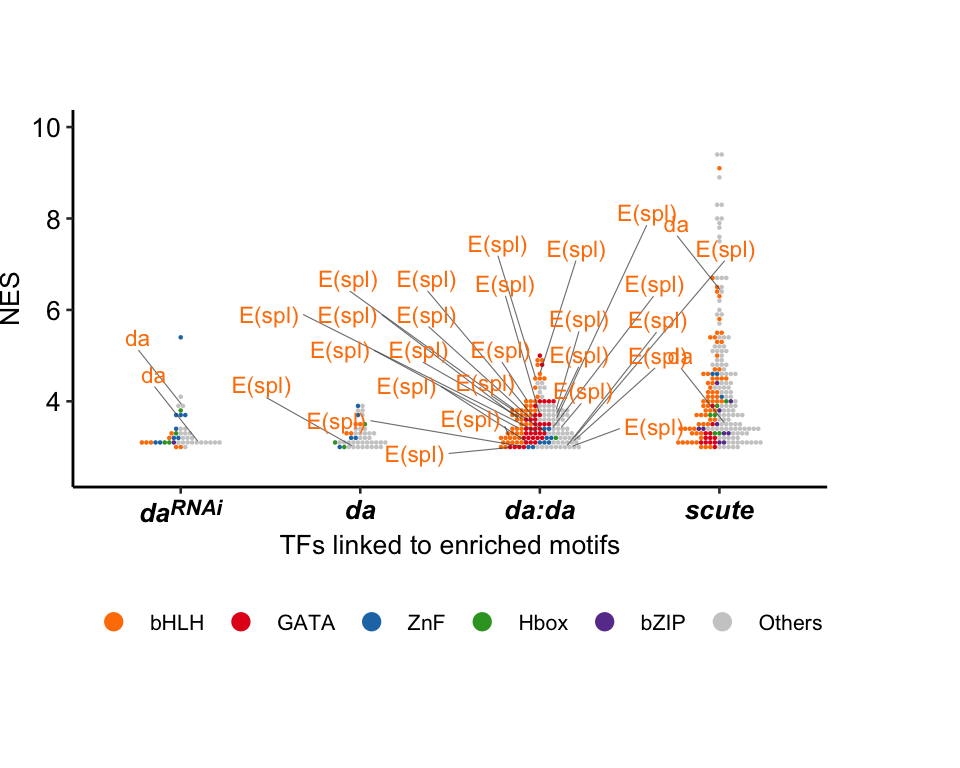 10
8
6
4
NES
E(spl)
da
E(spl)
E(spl)
E(spl)
E(spl)
E(spl)
E(spl)
E(spl)
E(spl)
E(spl)
E(spl)
E(spl)
E(spl)
E(spl)
da
E(spl)
E(spl)
E(spl)
E(spl)
E(spl)
da
da
E(spl)
E(spl)
E(spl)
E(spl)
E(spl)
E(spl)
E(spl)
E(spl)
daRNAi
da
da:da
scute
TFs linked to enriched motifs
bHLH
GATA
ZnF
Hbox
bZIP
Others